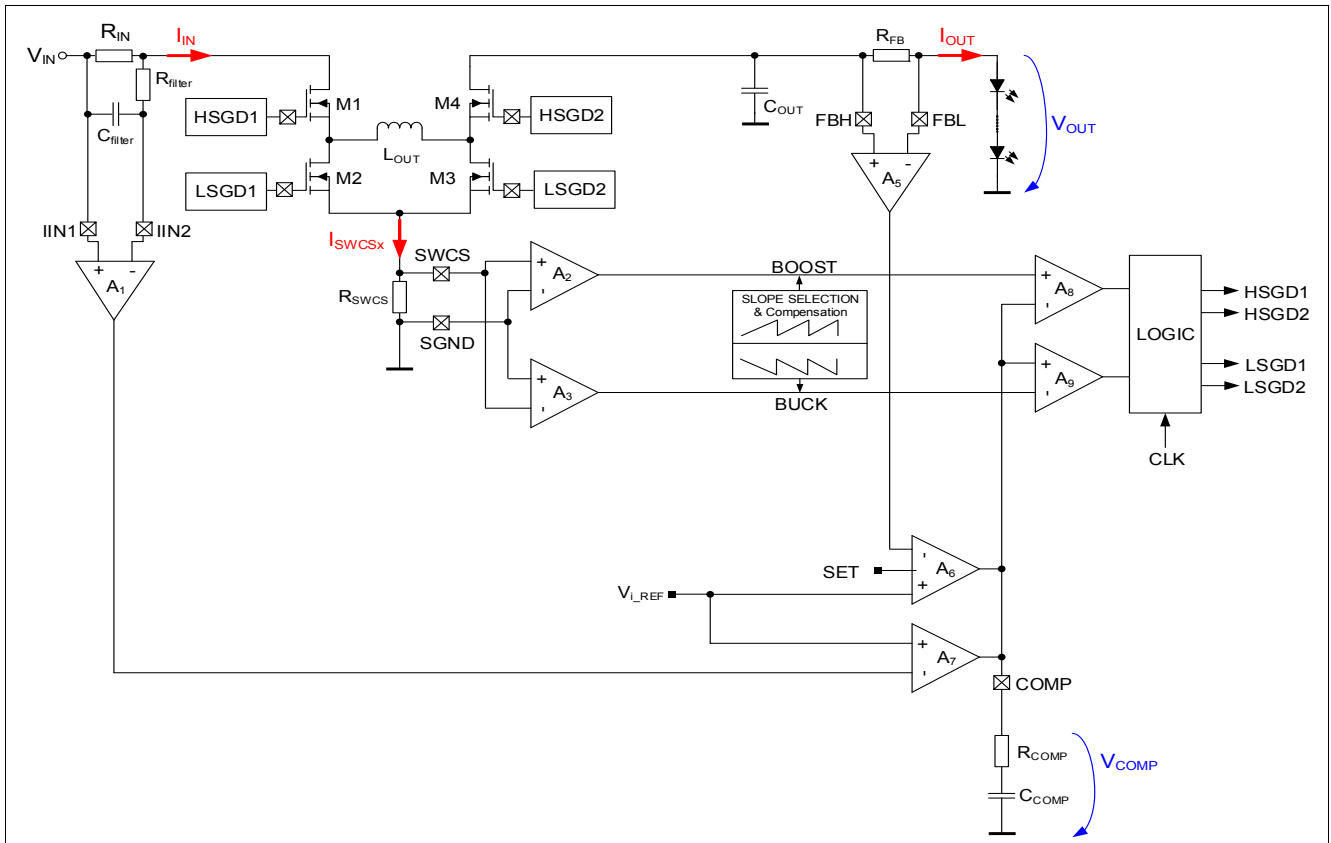 RIN
IIN
VIN
Rfilter
Cfilter
M1
HSGD1
M4
HSGD2
LOUT
M2
LSGD1
M3
LSGD2
RFB
IOUT
COUT
FBH
FBL
VOUT
+
-
A5
IIN1
IIN2
+
-
A1
ISWCSx
SWCS
RSWCS
SGND
+
-
A2
+
-
A3
BOOST
SLOPE SELECTION
& Compensation
BUCK
+
-
A8
+
-
A9
LOGIC
HSGD1
HSGD2
LSGD1
LSGD2
CLK
-
+
A6
SET
Vi_REF
+
-
A7
COMP
RCOMP
CCOMP
VCOMP